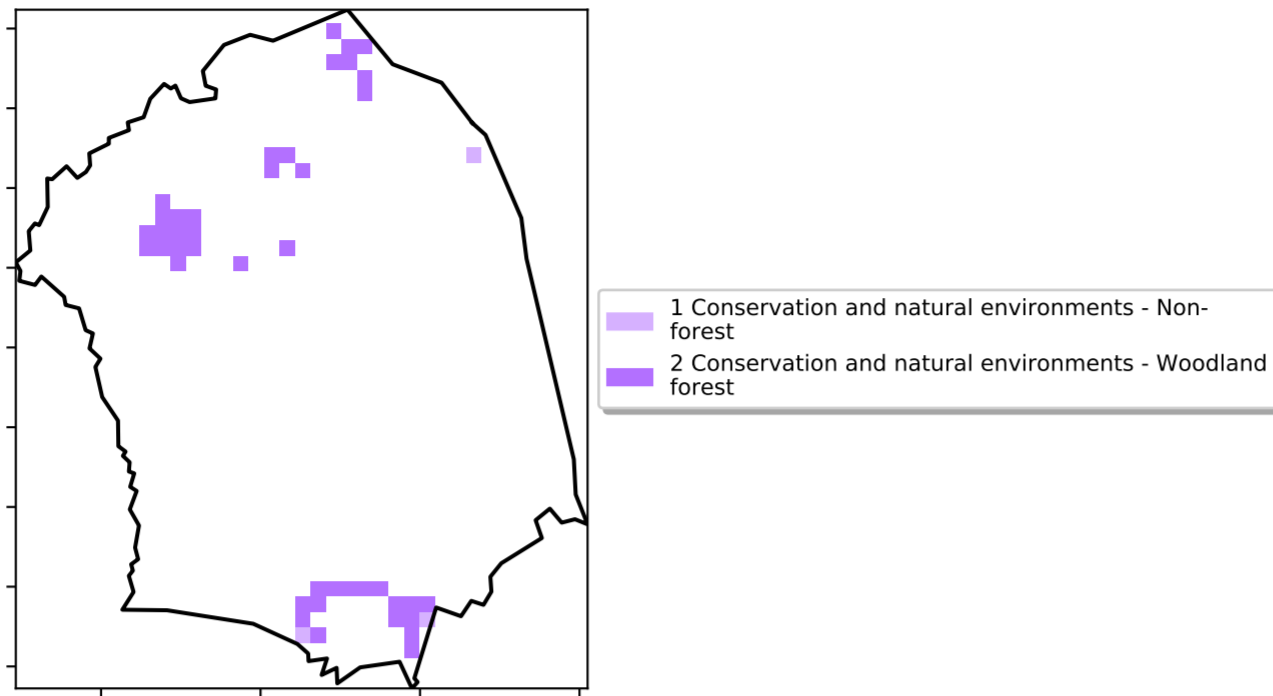 1 Conservation and natural environments - Non-
forest
2 Conservation and natural environments - Woodland
forest